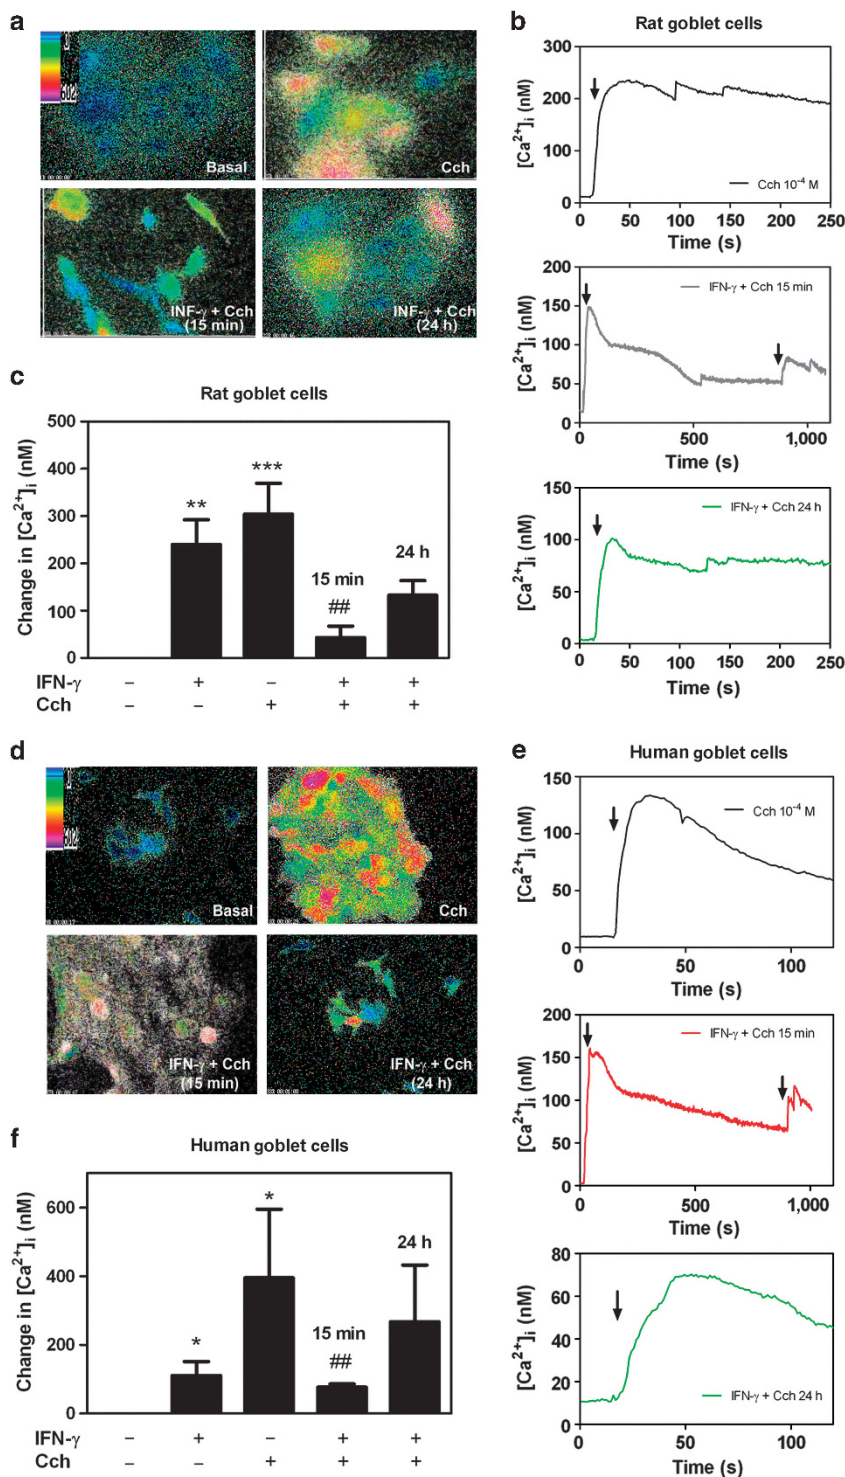 a
Basal
Cch
INF-γ + Cch
(15 min)
INF-γ + Cch
(24 h)
b
Rat goblet cells
[Ca²⁺]ᵢ (nM)
300
200
100
0
Cch 10⁻⁴ M
0 50 100 150 200 250
Time (s)
[Ca²⁺]ᵢ (nM)
200
150
100
50
0
IFN-γ + Cch 15 min
0 500 1,000
Time (s)
[Ca²⁺]ᵢ (nM)
150
100
50
0
IFN-γ + Cch 24 h
0 50 100 150 200 250
Time (s)
c
Rat goblet cells
Change in [Ca²⁺]ᵢ (nM)
500
400
300
200
100
0
**
***
15 min
##
24 h
IFN-γ – + – + +
Cch – – + + +
d
Basal
Cch
IFN-γ + Cch
(15 min)
IFN-γ + Cch
(24 h)
e
Human goblet cells
[Ca²⁺]ᵢ (nM)
150
100
50
0
Cch 10⁻⁴ M
0 50 100
Time (s)
[Ca²⁺]ᵢ (nM)
200
150
100
50
0
IFN-γ + Cch 15 min
0 500 1,000
Time (s)
[Ca²⁺]ᵢ (nM)
80
60
40
20
0
IFN-γ + Cch 24 h
0 50 100
Time (s)
f
Human goblet cells
Change in [Ca²⁺]ᵢ (nM)
600
400
200
0
*
*
15 min
##
24 h
IFN-γ – + – + +
Cch – – + + +